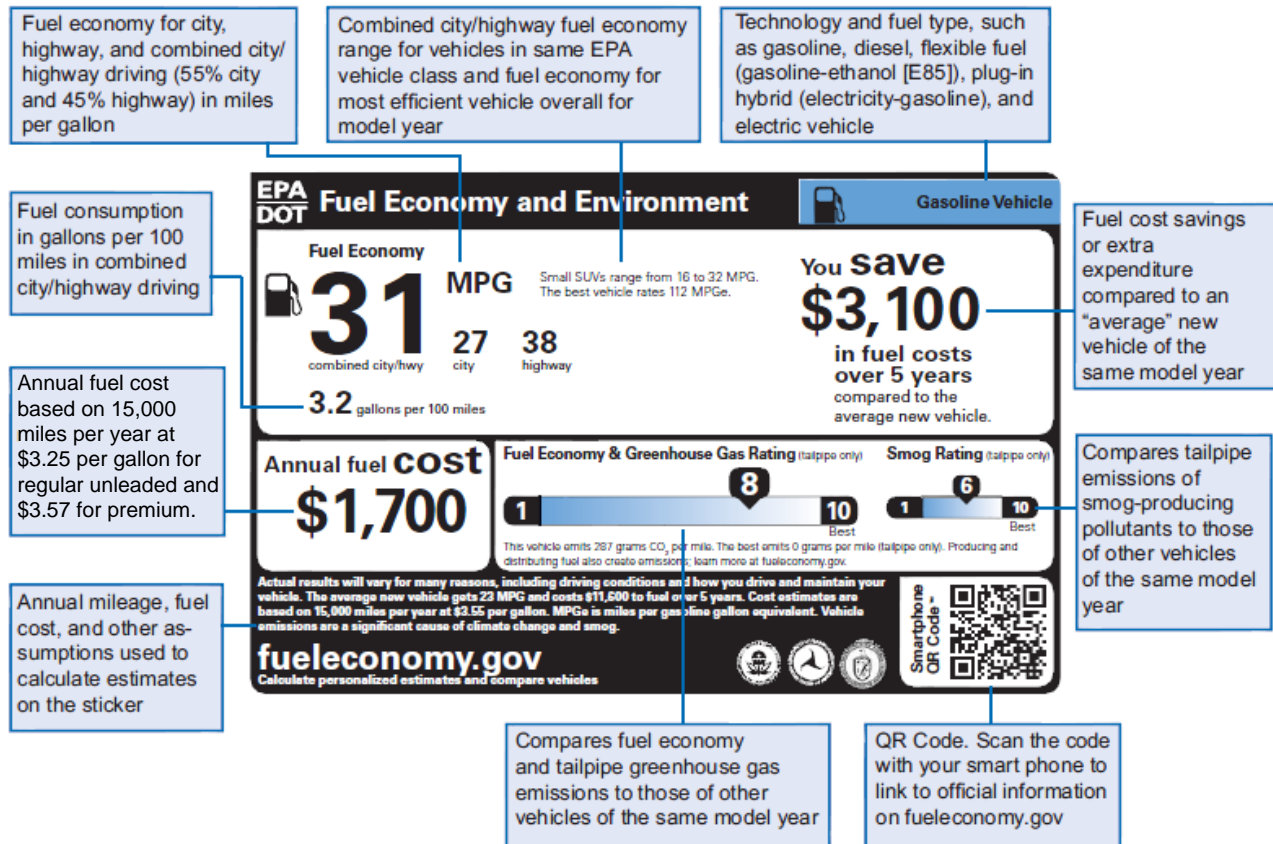 Fuel economy for city,
highway, and combined city/
highway driving (55% city
and 45% highway) in miles
per gallon
Combined city/highway fuel economy
range for vehicles in same EPA
vehicle class and fuel economy for
most efficient vehicle overall for
model year
Technology and fuel type, such
as gasoline, diesel, flexible fuel
(gasoline-ethanol [E85]), plug-in
hybrid (electricity-gasoline), and
electric vehicle
Fuel consumption
in gallons per 100
miles in combined
city/highway driving
Annual fuel cost
based on 15,000
miles per year at
$3.25 per gallon for
regular unleaded and
$3.57 for premium.
Annual mileage, fuel
cost, and other as-
sumptions used to
calculate estimates
on the sticker
EPA
DOT
Fuel Economy and Environment
Gasoline Vehicle
Fuel Economy
31
MPG
combined city/hwy
27
city
38
highway
Small SUVs range from 16 to 32 MPG.
The best vehicle rates 112 MPGe.
3.2 gallons per 100 miles
You save
$3,100
in fuel costs
over 5 years
compared to the
average new vehicle.
Annual fuel cost
$1,700
Fuel Economy & Greenhouse Gas Rating (tailpipe only)
1
8
10
Best
Smog Rating (tailpipe only)
1
6
10
Best
This vehicle emits 287 grams CO₂ per mile. The best emits 0 grams per mile (tailpipe only). Producing and
distributing fuel also create emissions; learn more at fueleconomy.gov.
Actual results will vary for many reasons, including driving conditions and how you drive and maintain your
vehicle. The average new vehicle gets 23 MPG and costs $11,600 to fuel over 5 years. Cost estimates are
based on 15,000 miles per year at $3.55 per gallon. MPGe is miles per gasoline gallon equivalent. Vehicle
emissions are a significant cause of climate change and smog.
fueleconomy.gov
Calculate personalized estimates and compare vehicles
Smartphone
QR Code™
Fuel cost savings
or extra
expenditure
compared to an
“average” new
vehicle of the
same model year
Compares tailpipe
emissions of
smog-producing
pollutants to those
of other vehicles
of the same model
year
Compares fuel economy
and tailpipe greenhouse gas
emissions to those of other
vehicles of the same model year
QR Code. Scan the code
with your smart phone to
link to official information
on fueleconomy.gov